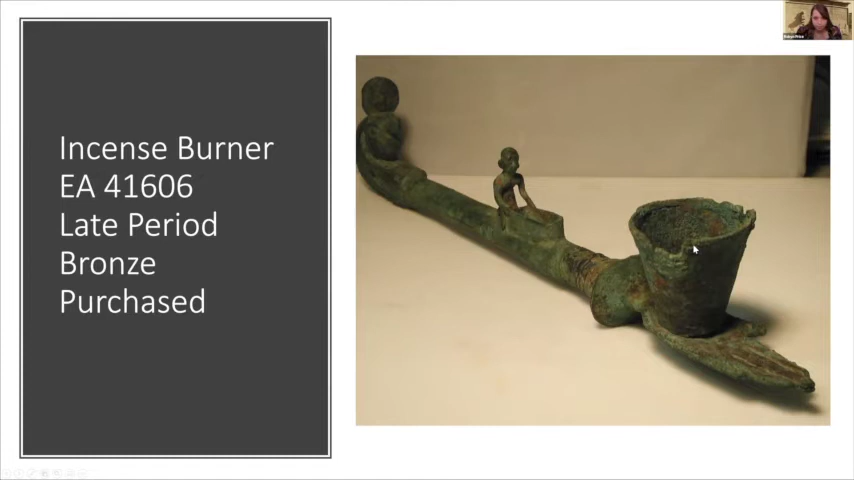 Incense Burner
EA 41606
Late Period
Bronze
Purchased